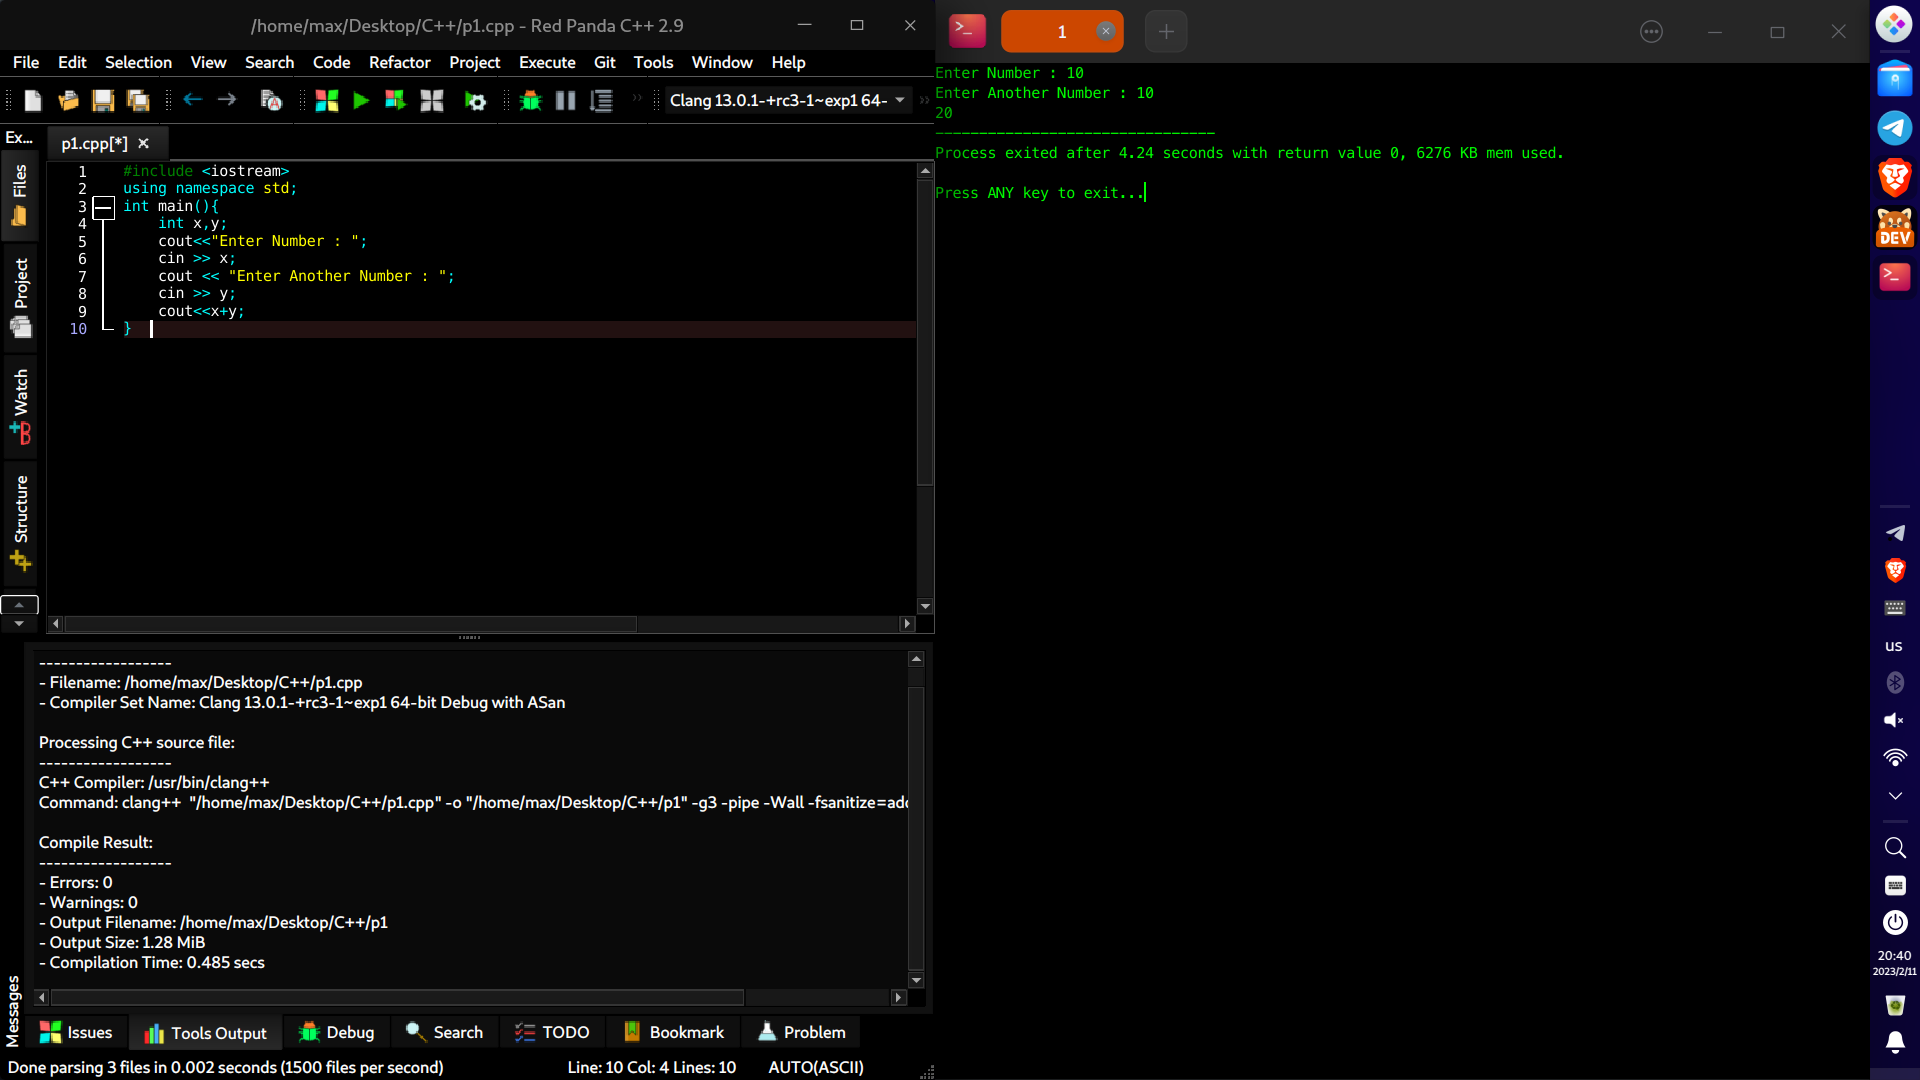 /home/max/Desktop/C++/p1.cpp - Red Panda C++ 2.9
File Edit Selection View Search Code Refactor Project Execute Git Tools Window Help
Clang 13.0.1-+rc3-1~exp1 64-
Ex...
p1.cpp[*]
Files
Project
Watch
Structure
1 #include <iostream>
2 using namespace std;
3 int main(){
4 int x,y;
5 cout<<"Enter Number : ";
6 cin >> x;
7 cout << "Enter Another Number : ";
8 cin >> y;
9 cout<<x+y;
10 }
------------------
- Filename: /home/max/Desktop/C++/p1.cpp
- Compiler Set Name: Clang 13.0.1-+rc3-1~exp1 64-bit Debug with ASan
Processing C++ source file:
------------------
C++ Compiler: /usr/bin/clang++
Command: clang++  "/home/max/Desktop/C++/p1.cpp" -o "/home/max/Desktop/C++/p1" -g3 -pipe -Wall -fsanitize=add
Compile Result:
------------------
- Errors: 0
- Warnings: 0
- Output Filename: /home/max/Desktop/C++/p1
- Output Size: 1.28 MiB
- Compilation Time: 0.485 secs
Messages
Issues Tools Output Debug Search TODO Bookmark Problem
Done parsing 3 files in 0.002 seconds (1500 files per second)
Line: 10 Col: 4 Lines: 10
AUTO(ASCII)
1
Enter Number : 10
Enter Another Number : 10
20
--------------------------------
Process exited after 4.24 seconds with return value 0, 6276 KB mem used.
Press ANY key to exit...
DEV
us
20:40
2023/2/11